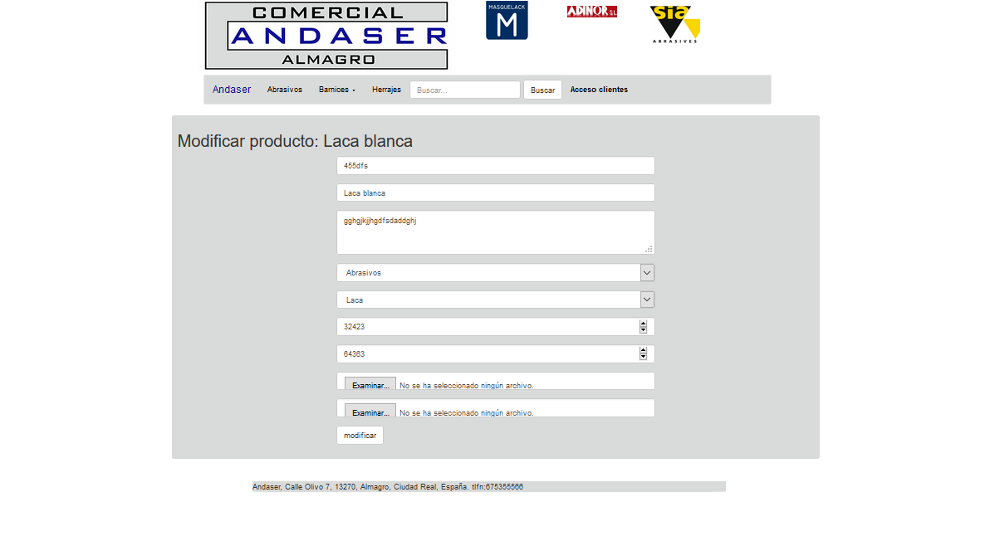 COMERCIAL
ANDASER
ALMAGRO
MASQUELACK
M
ADINOR S.L
sia
ABRASIVES
Andaser Abrasivos Barnices Herrajes Buscar... Buscar Acceso clientes
Modificar producto: Laca blanca
455dfs
Laca blanca
gghgjkjjhgdfsdaddghj
Abrasivos
Laca
32423
64363
Examinar... No se ha seleccionado ningún archivo.
Examinar... No se ha seleccionado ningún archivo.
modificar
Andaser, Calle Olivo 7, 13270, Almagro, Ciudad Real, España. tlfn:675355566